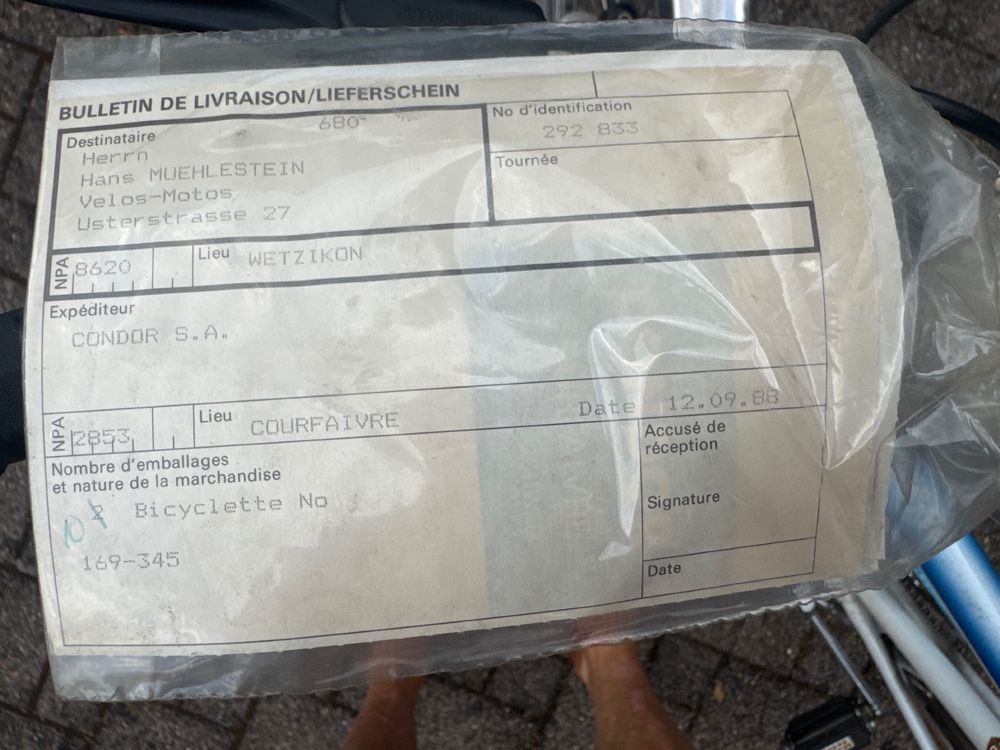 BULLETIN DE LIVRAISON/LIEFERSCHEIN
Destinataire
680
Herrn
Hans MUEHLESTEIN
Velos-Motos
Usterstrasse 27
NPA 8620 Lieu WETZIKON
No d'identification
292 833
Tournée
Expéditeur
CONDOR S.A.
NPA 2853 Lieu COURFAIVRE Date 12.09.88
Nombre d'emballages
et nature de la marchandise
10 Bicyclette No
169-345
Accusé de
réception
Signature
Date